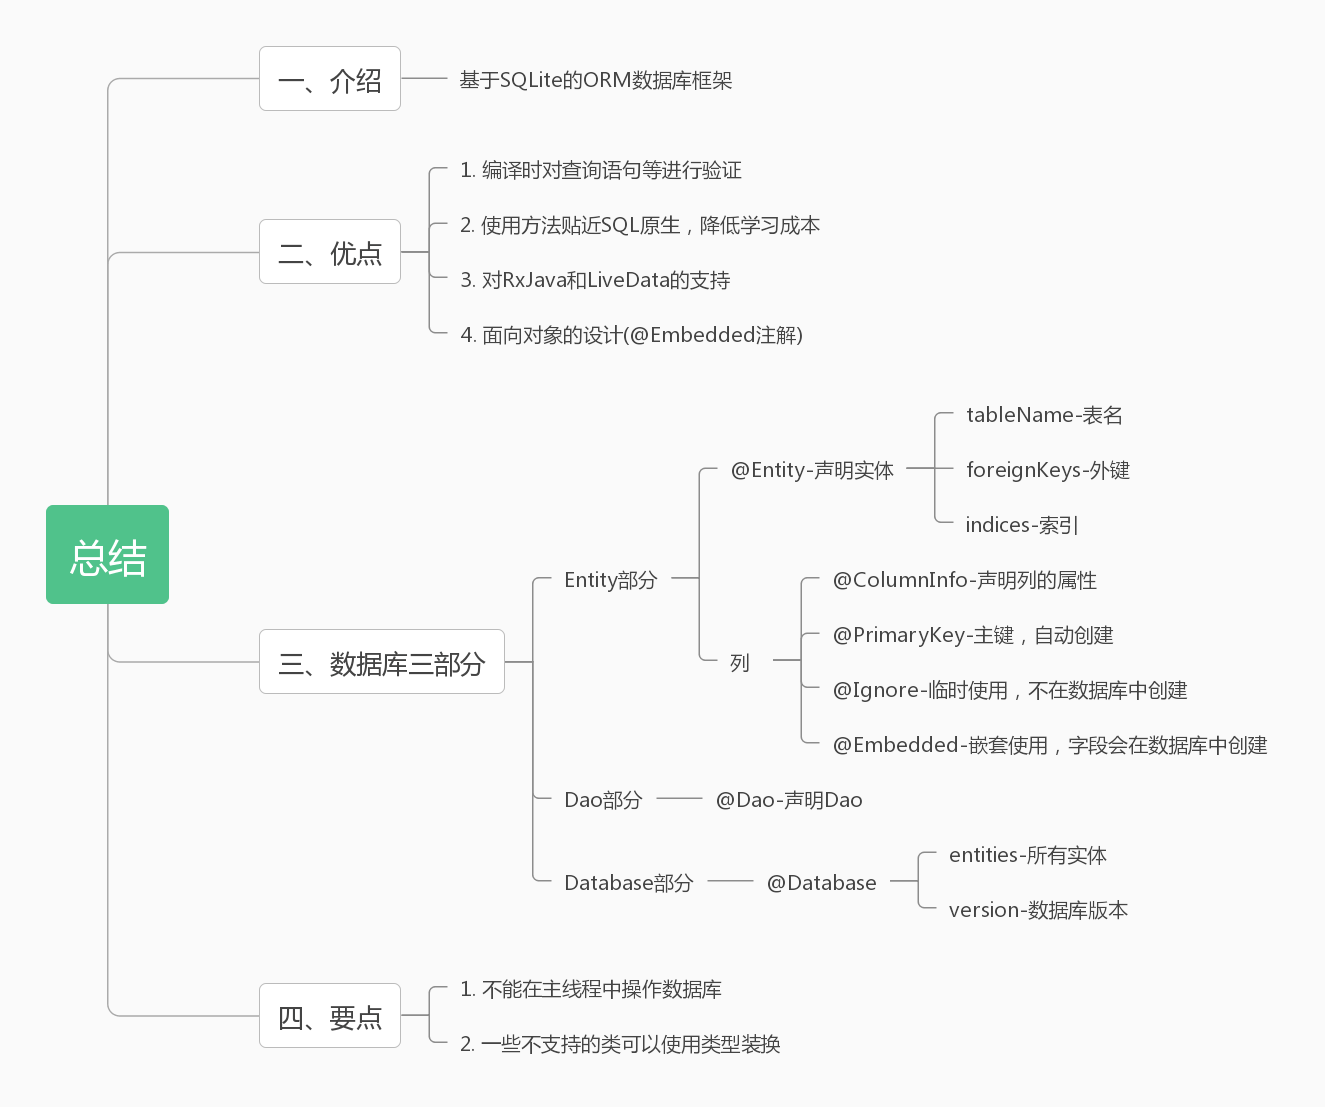 总结
一、介绍
基于SQLite的ORM数据库框架
二、优点
1. 编译时对查询语句等进行验证
2. 使用方法贴近SQL原生，降低学习成本
3. 对RxJava和LiveData的支持
4. 面向对象的设计(@Embedded注解)
三、数据库三部分
Entity部分
@Entity-声明实体
tableName-表名
foreignKeys-外键
indices-索引
列
@ColumnInfo-声明列的属性
@PrimaryKey-主键，自动创建
@Ignore-临时使用，不在数据库中创建
@Embedded-嵌套使用，字段会在数据库中创建
Dao部分
@Dao-声明Dao
Database部分
@Database
entities-所有实体
version-数据库版本
四、要点
1. 不能在主线程中操作数据库
2. 一些不支持的类可以使用类型装换